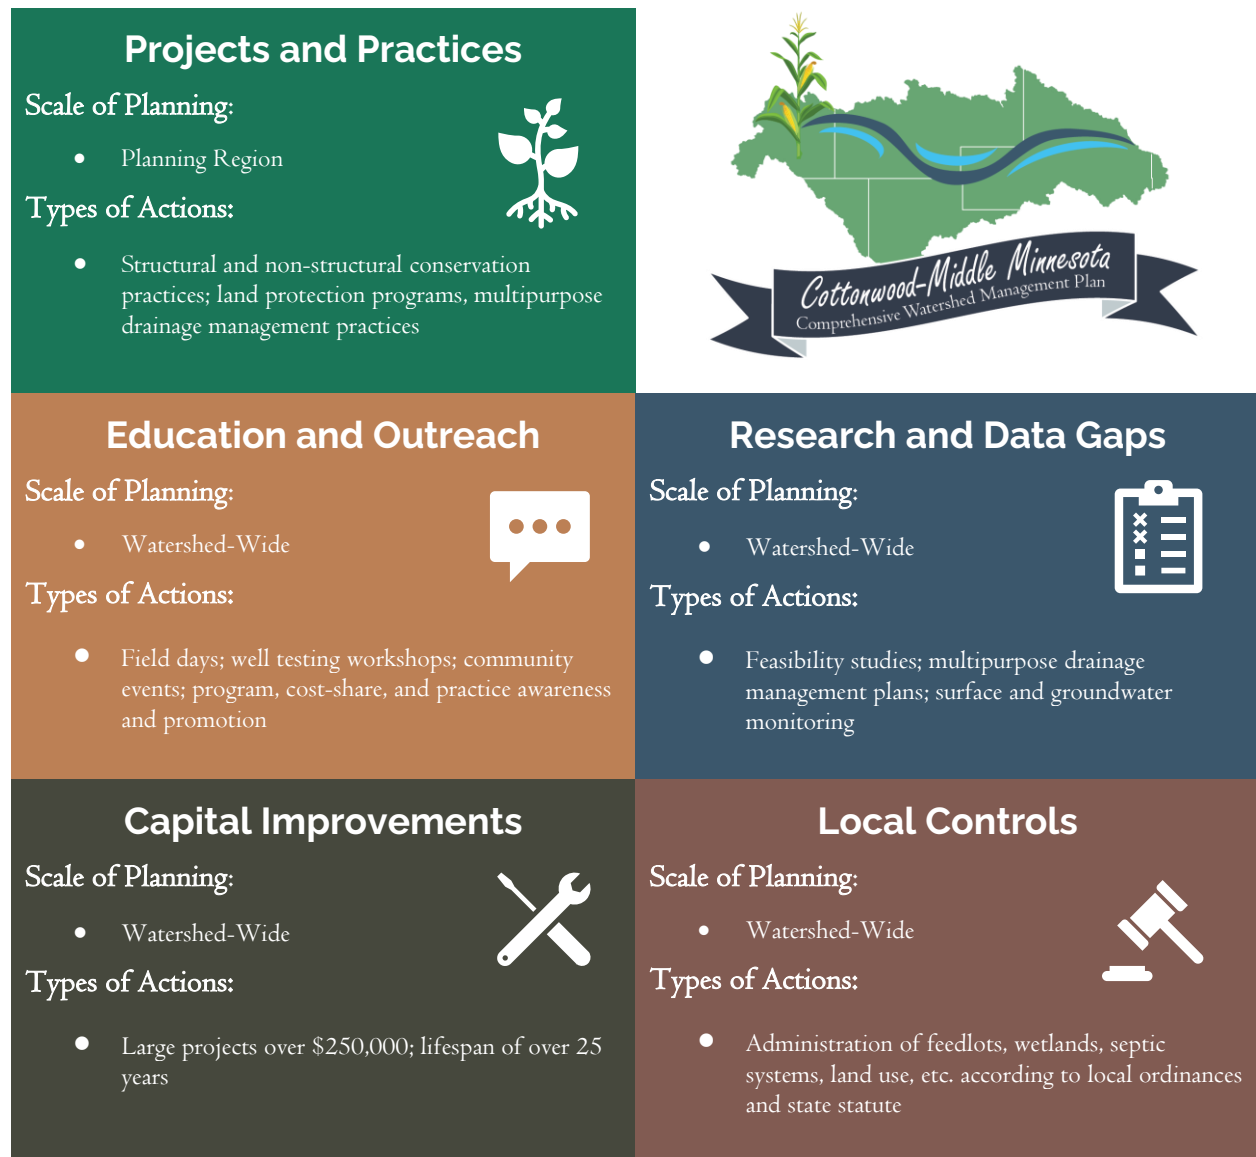 Projects and Practices
Scale of Planning:
• Planning Region
Types of Actions:
• Structural and non-structural conservation
practices; land protection programs, multipurpose
drainage management practices
Cottonwood-Middle Minnesota
Comprehensive Watershed Management Plan
Education and Outreach
Scale of Planning:
• Watershed-Wide
Types of Actions:
• Field days; well testing workshops; community
events; program, cost-share, and practice awareness
and promotion
Research and Data Gaps
Scale of Planning:
• Watershed-Wide
Types of Actions:
• Feasibility studies; multipurpose drainage
management plans; surface and groundwater
monitoring
Capital Improvements
Scale of Planning:
• Watershed-Wide
Types of Actions:
• Large projects over $250,000; lifespan of over 25
years
Local Controls
Scale of Planning:
• Watershed-Wide
Types of Actions:
• Administration of feedlots, wetlands, septic
systems, land use, etc. according to local ordinances
and state statute